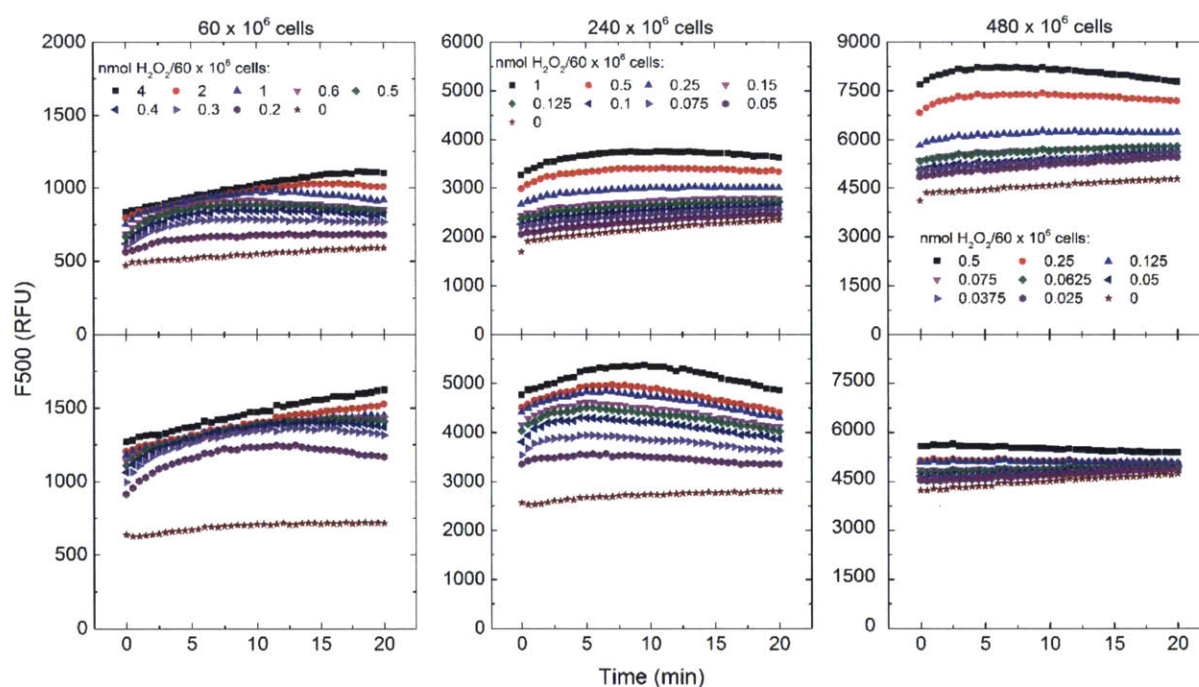 60 x 10⁶ cells
240 x 10⁶ cells
480 x 10⁶ cells
2000
1500
1000
500
0
nmol H₂O₂/60 x 10⁶ cells:
4 2 1 0.6 0.5
0.4 0.3 0.2 0
6000
5000
4000
3000
2000
1000
0
nmol H₂O₂/60 x 10⁶ cells:
1 0.5 0.25 0.15
0.125 0.1 0.075 0.05
0
9000
7500
6000
4500
3000
1500
0
nmol H₂O₂/60 x 10⁶ cells:
0.5 0.25 0.125
0.075 0.0625 0.05
0.0375 0.025 0
F500 (RFU)
1500
1000
500
0
0 5 10 15 20
5000
4000
3000
2000
1000
0
0 5 10 15 20
7500
6000
4500
3000
1500
0
0 5 10 15 20
Time (min)